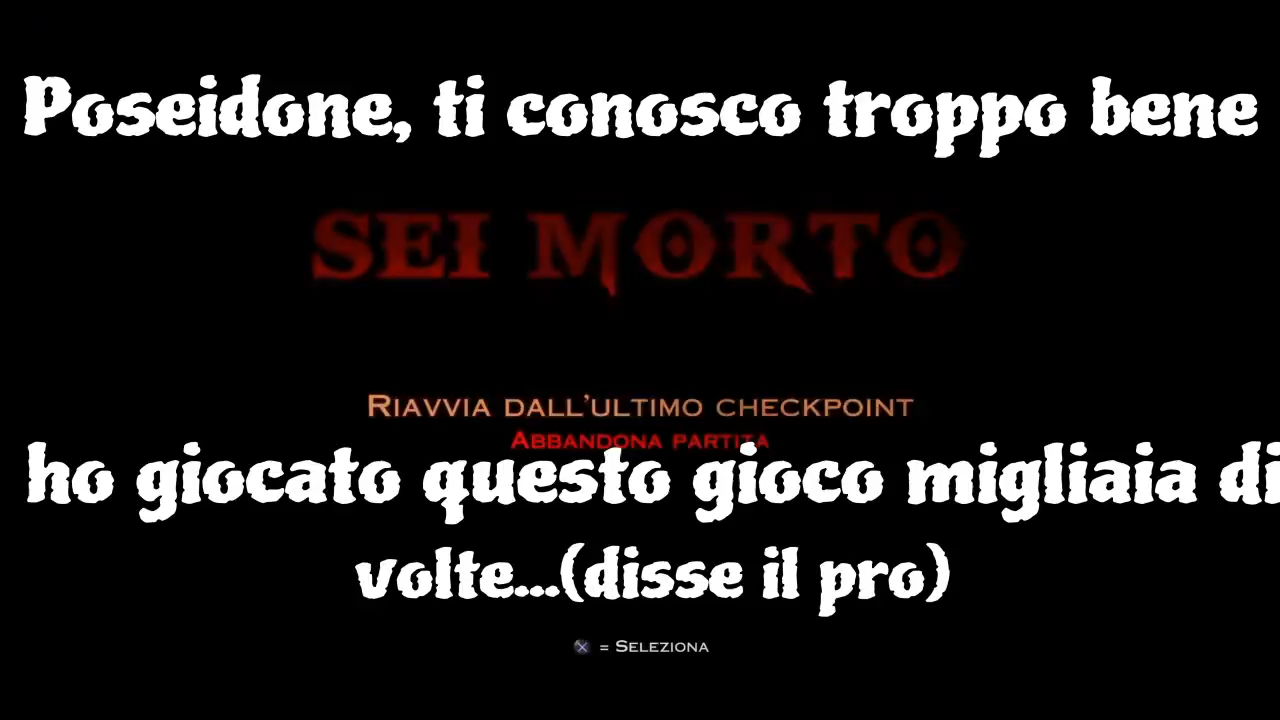 Poseidone, ti conosco troppo bene
SEI MORTO
RIAVVIA DALL'ULTIMO CHECKPOINT
ABBANDONA PARTITA
ho giocato questo gioco migliaia di
volte...(disse il pro)
= SELEZIONA